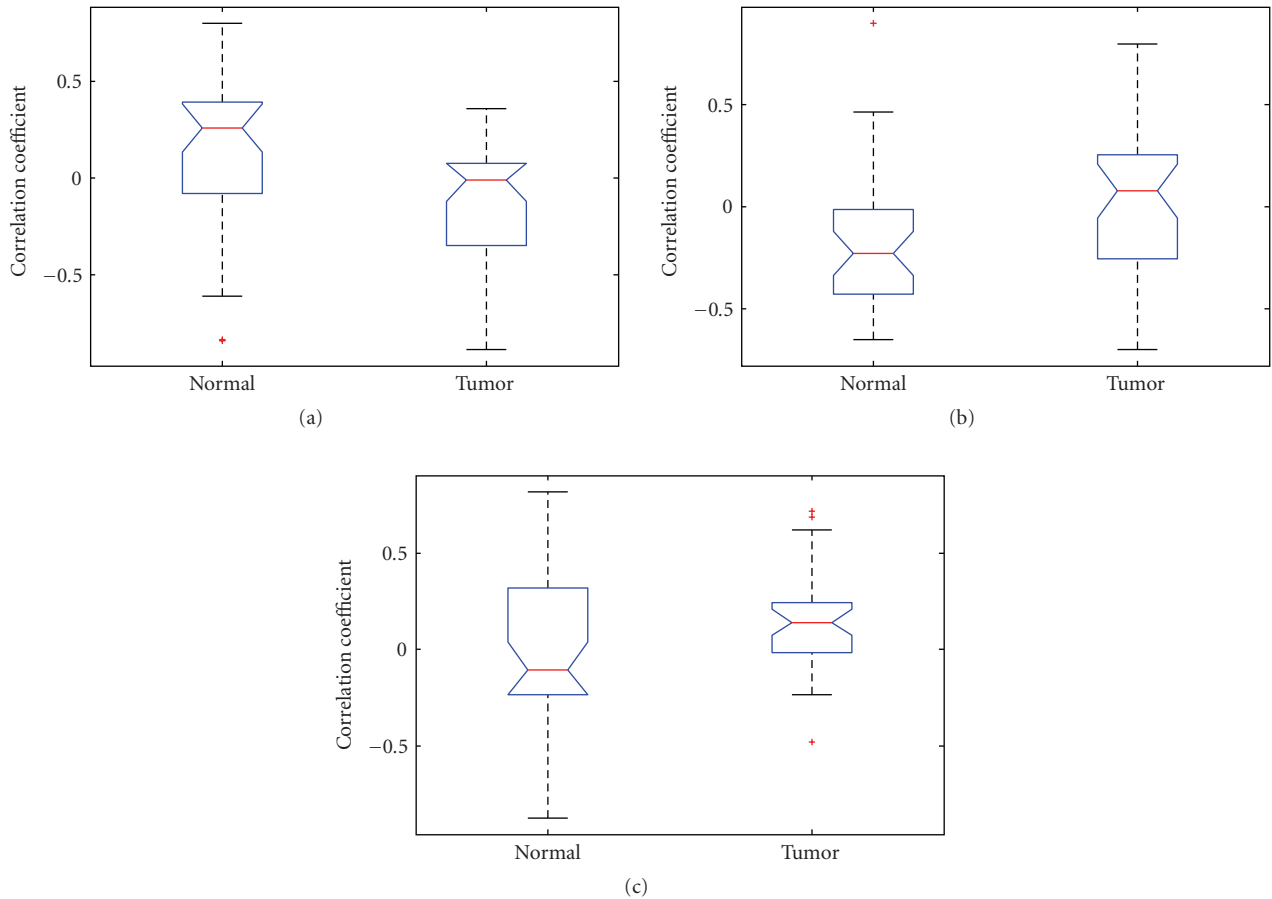 Correlation coefficient
0.5
0
−0.5
Normal
Tumor
(a)
Correlation coefficient
0.5
0
−0.5
Normal
Tumor
(b)
Correlation coefficient
0.5
0
−0.5
Normal
Tumor
(c)